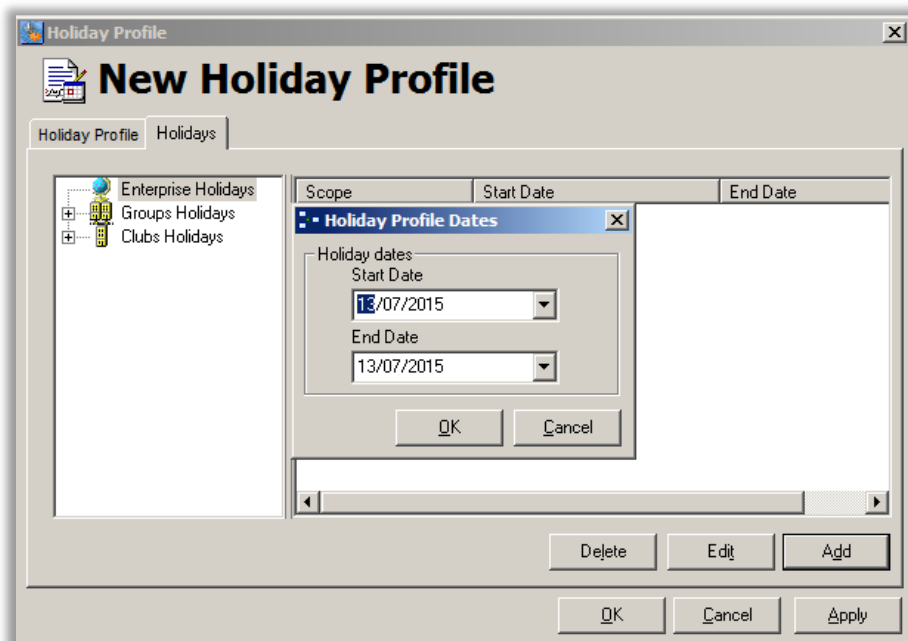 Holiday Profile
New Holiday Profile
Holiday Profile Holidays
Enterprise Holidays
Groups Holidays
Clubs Holidays
Scope Start Date End Date
Holiday Profile Dates
Holiday dates
Start Date
13/07/2015
End Date
13/07/2015
OK Cancel
Delete Edit Add
OK Cancel Apply